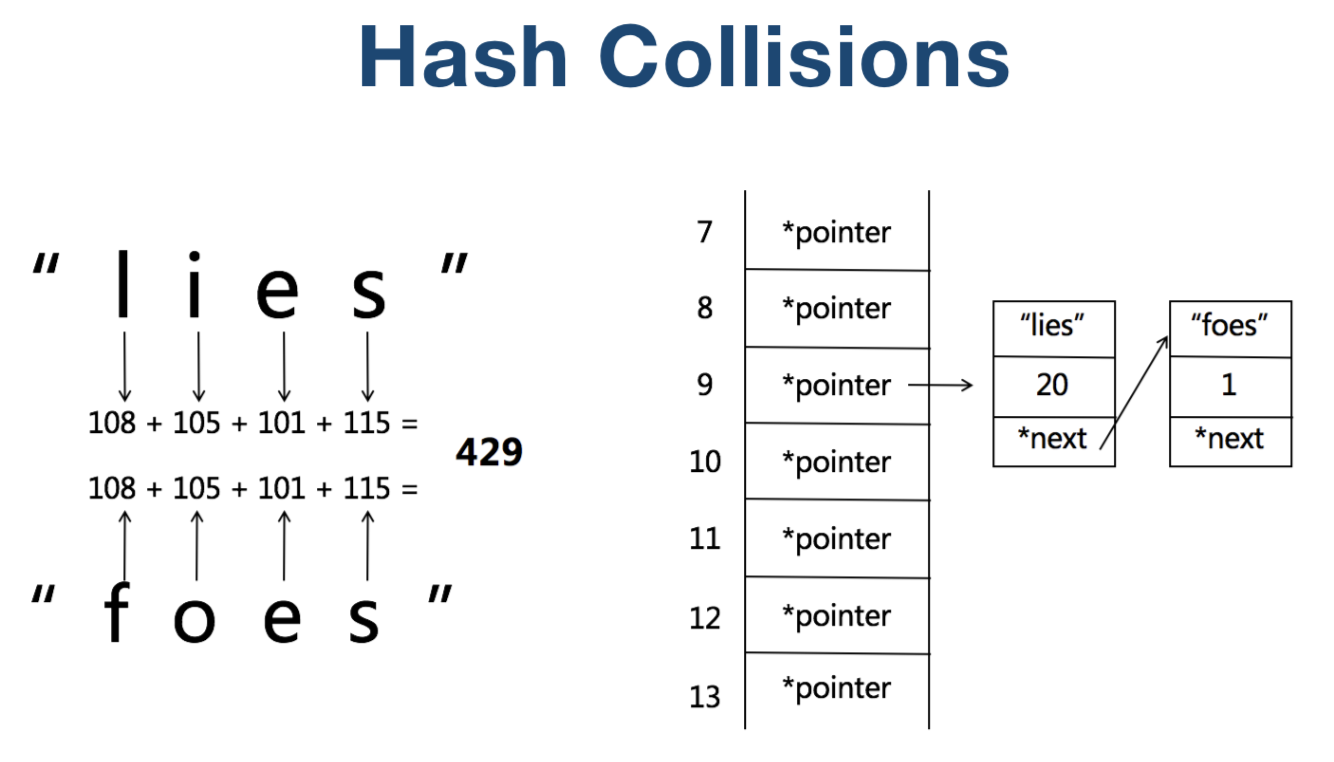 Hash Collisions
“ l i e s ”
108 + 105 + 101 + 115 =
429
108 + 105 + 101 + 115 =
“ f o e s ”
7 *pointer
8 *pointer
9 *pointer
10 *pointer
11 *pointer
12 *pointer
13 *pointer
“lies”
20
*next
“foes”
1
*next